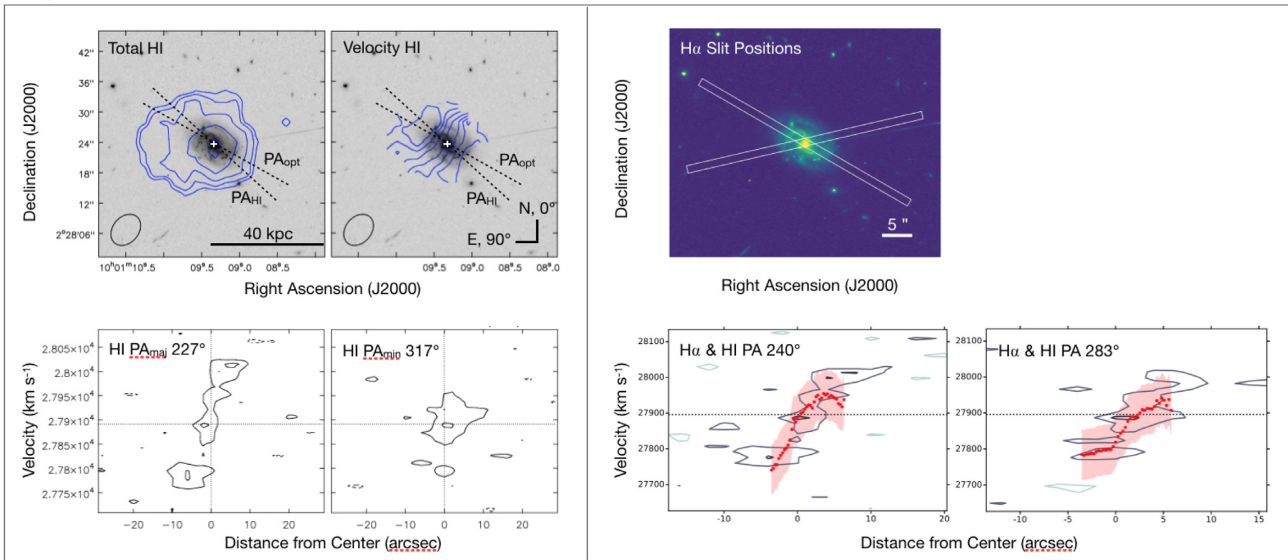 Total HI
Velocity HI
Hα Slit Positions
Declination (J2000)
42"
36"
30"
24"
18"
12"
2°28'06"
PAopt
PAHI
40 kpc
PAopt
PAHI
N, 0°
E, 90°
Declination (J2000)
5 "
10ʰ01ᵐ10ˢ.5 09ˢ.5 09ˢ.0 08ˢ.5
09ˢ.5 09ˢ.0 08ˢ.5 08ˢ.0
Right Ascension (J2000)
Right Ascension (J2000)
HI PAmaj 227°
HI PAmin 317°
Hα & HI PA 240°
Hα & HI PA 283°
Velocity (km s⁻¹)
2.805×10⁴
2.8×10⁴
2.795×10⁴
2.79×10⁴
2.785×10⁴
2.78×10⁴
2.775×10⁴
−20 −10 0 10 20
−20 −10 0 10 20
Distance from Center (arcsec)
Velocity (km s⁻¹)
28100
28000
27900
27800
27700
-10 0 10 20
28100
28000
27900
27800
27700
-10 -5 0 5 10 15
Distance from Center (arcsec)